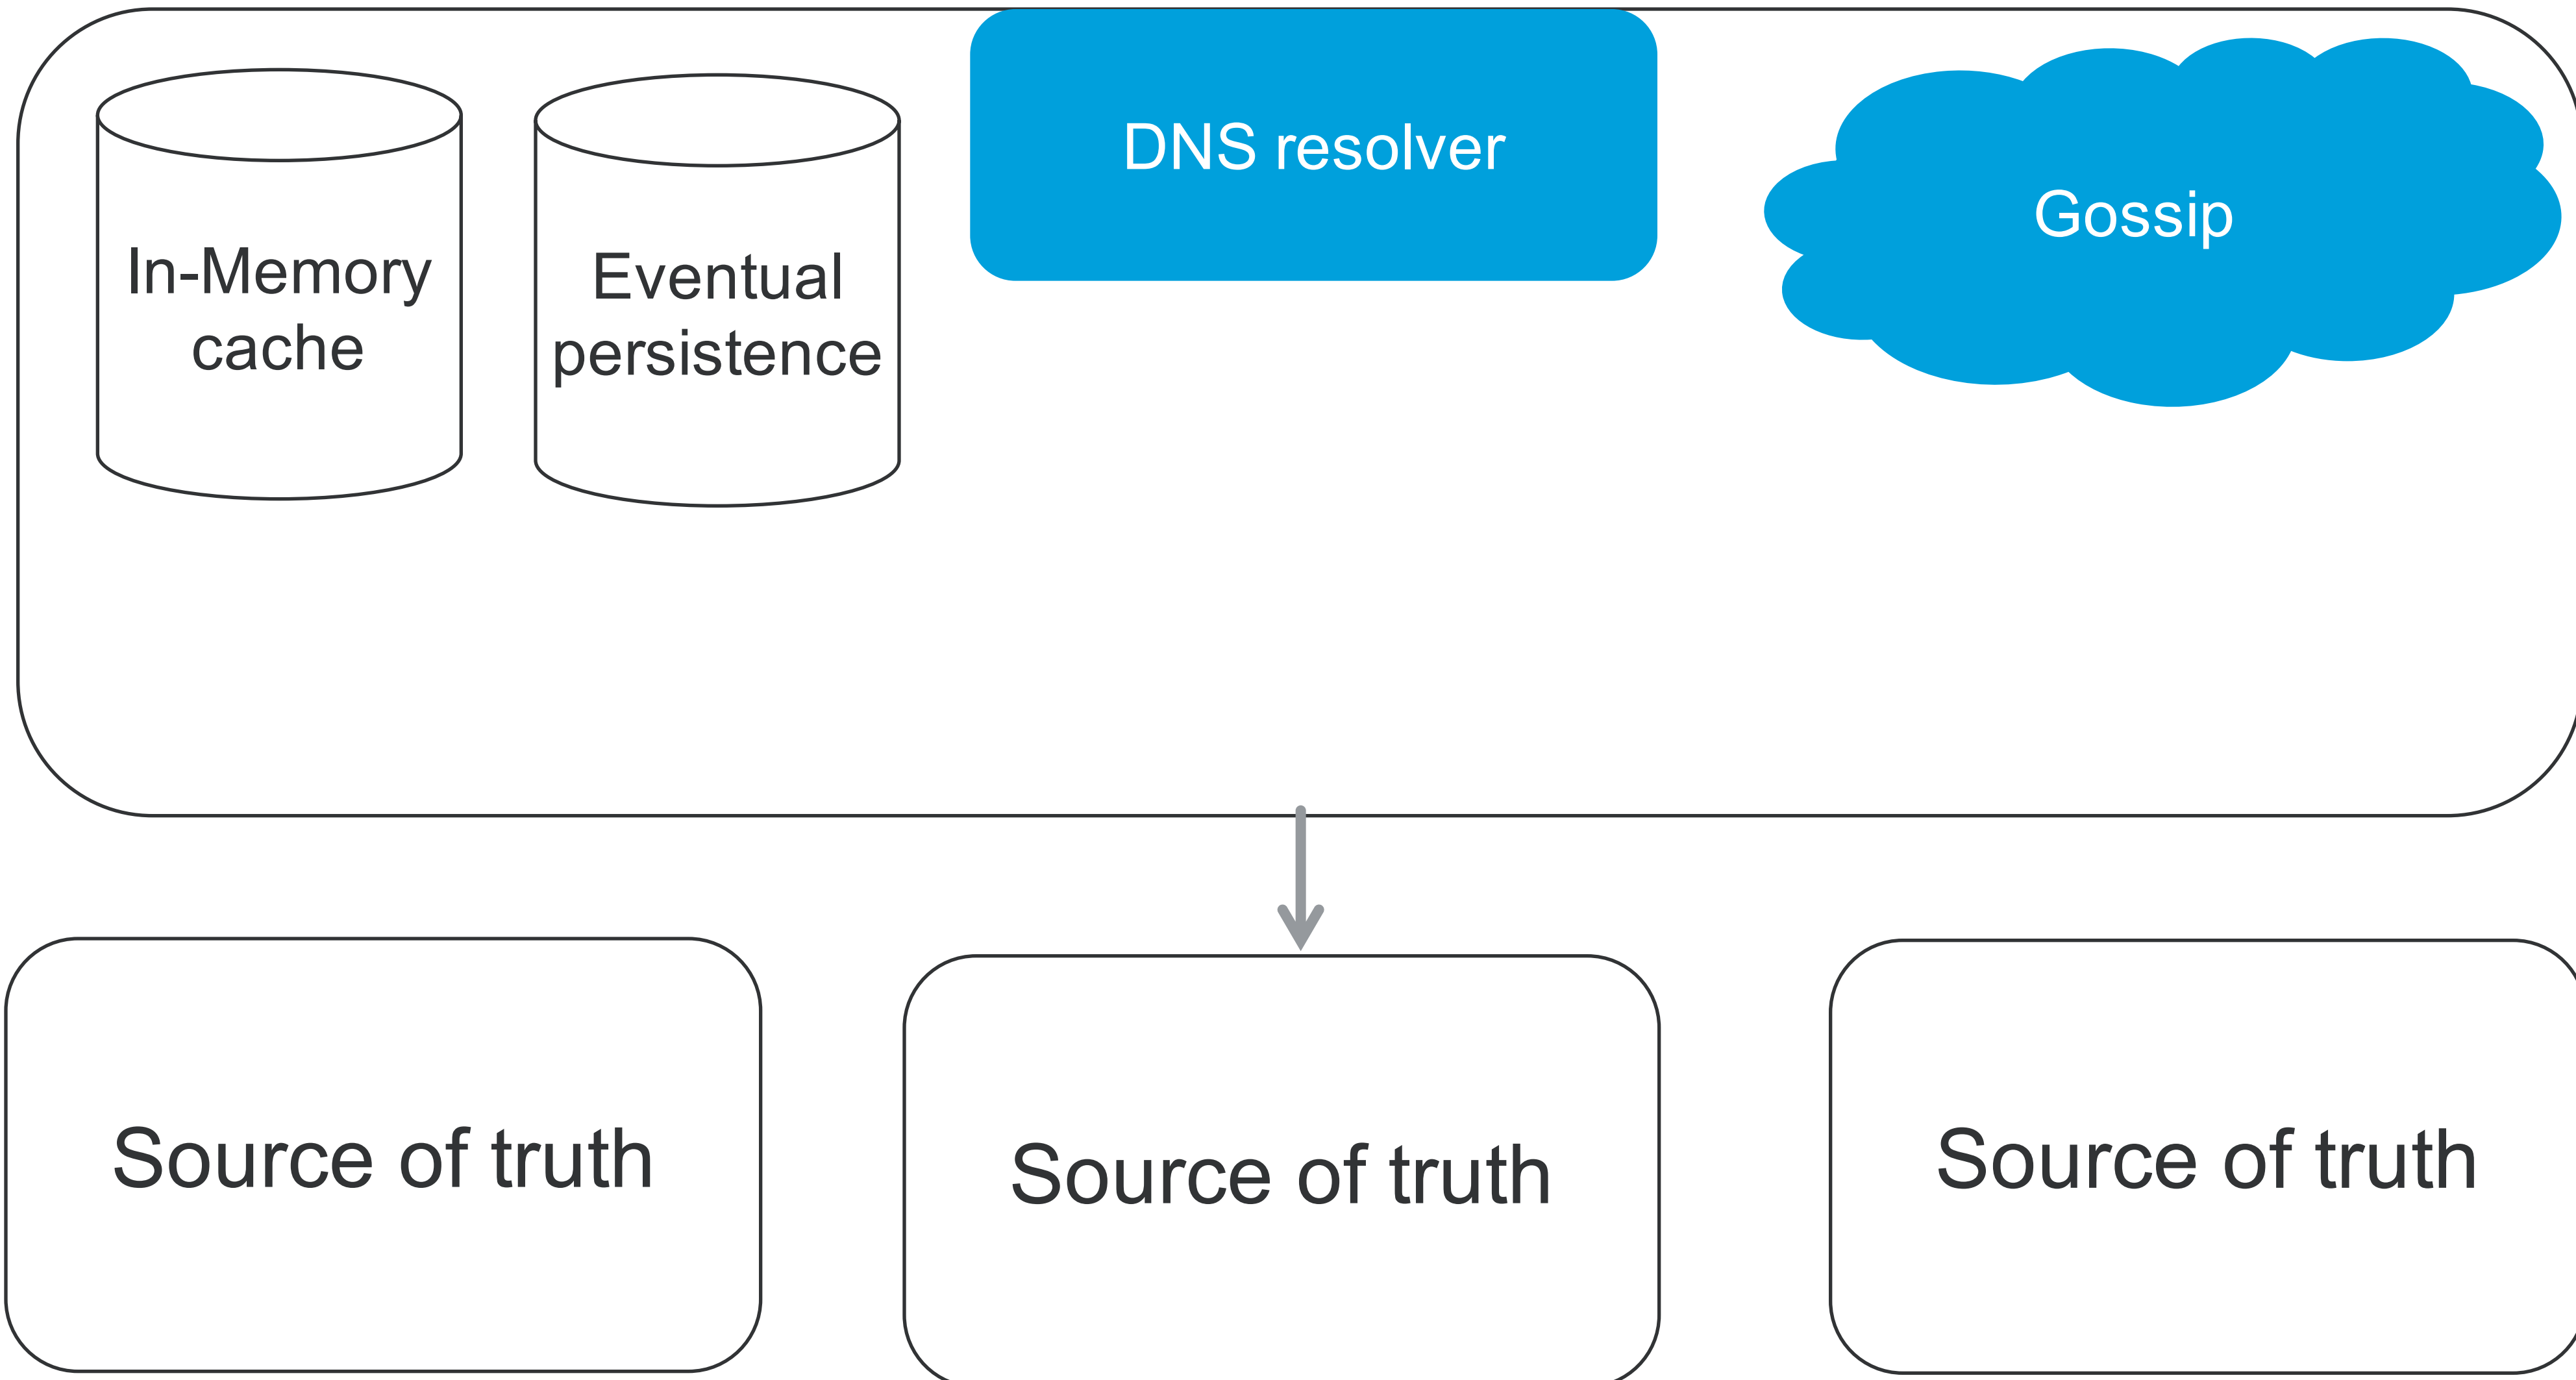 In-Memory
cache
Eventual
persistence
DNS resolver
Gossip
Source of truth
Source of truth
Source of truth